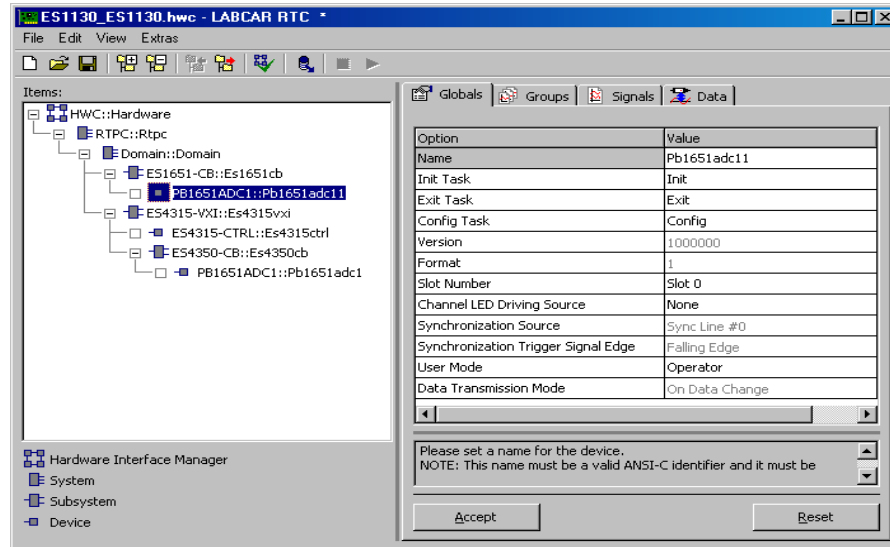 ES1130_ES1130.hwc - LABCAR RTC *
File Edit View Extras
Items:
HWC::Hardware
RTPC::Rtpc
Domain::Domain
ES1651-CB::Es1651cb
PB1651ADC1::Pb1651adc11
ES4315-VXI::Es4315vxi
ES4315-CTRL::Es4315ctrl
ES4350-CB::Es4350cb
PB1651ADC1::Pb1651adc1
Hardware Interface Manager
System
Subsystem
Device
Globals Groups Signals Data
Option Value
Name Pb1651adc11
Init Task Init
Exit Task Exit
Config Task Config
Version 1000000
Format 1
Slot Number Slot 0
Channel LED Driving Source None
Synchronization Source Sync Line #0
Synchronization Trigger Signal Edge Falling Edge
User Mode Operator
Data Transmission Mode On Data Change
Please set a name for the device.
NOTE: This name must be a valid ANSI-C identifier and it must be
Accept Reset